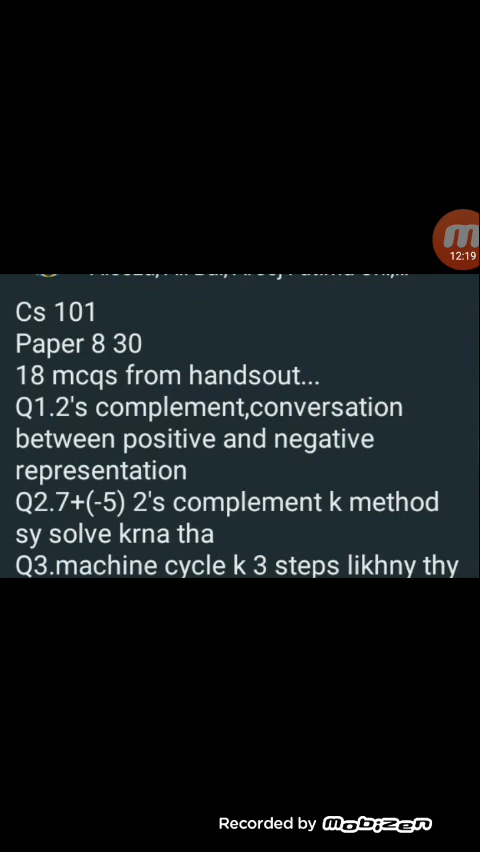 12:19
Cs 101
Paper 8 30
18 mcqs from handsout...
Q1.2's complement,conversation
between positive and negative
representation
Q2.7+(-5) 2's complement k method
sy solve krna tha
Q3.machine cycle k 3 steps likhny thy
Recorded by mobizen